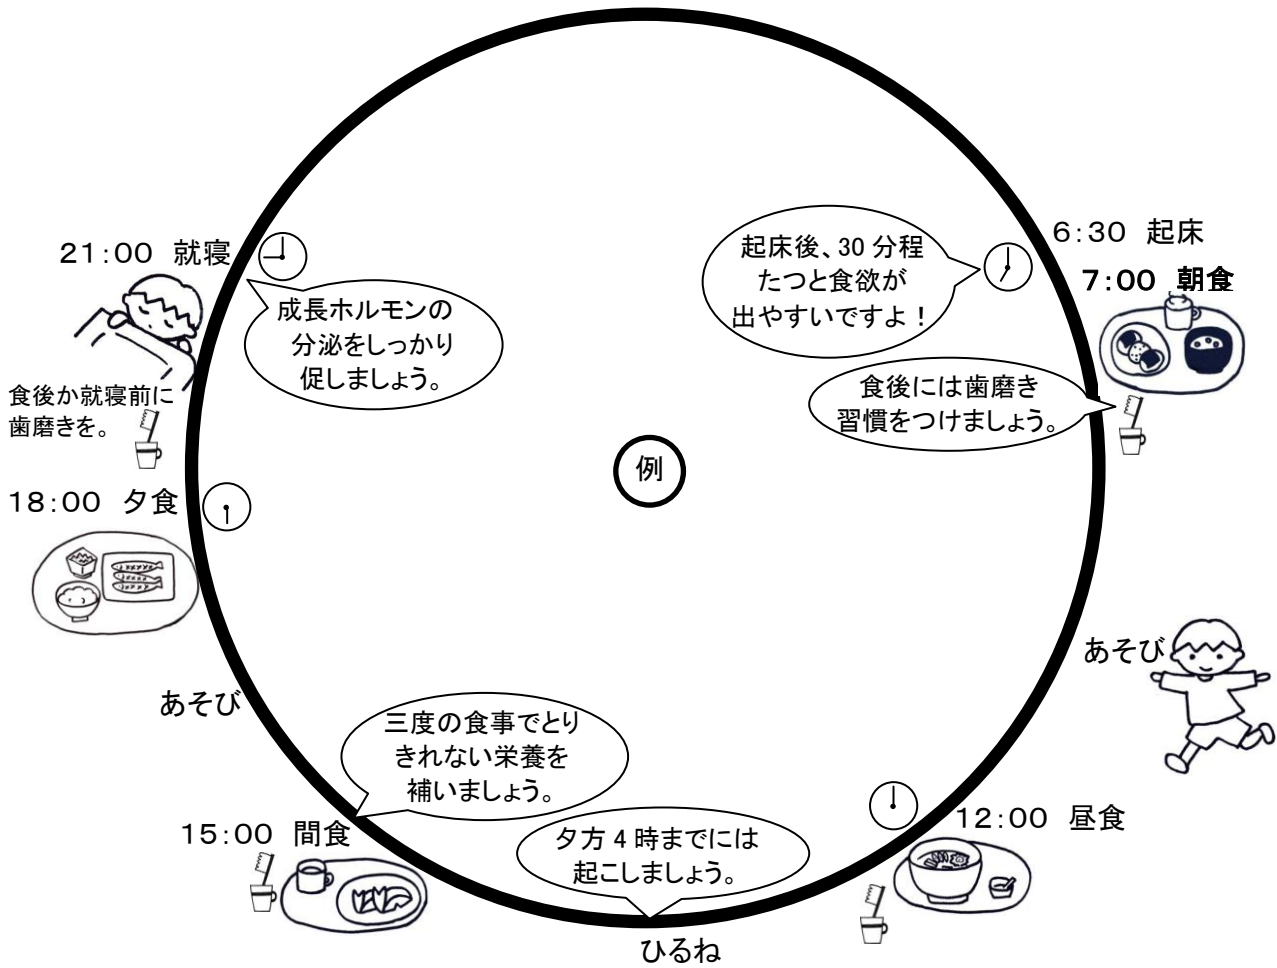 6:30 起床
7:00 朝食
起床後、30分程
たつと食欲が
出やすいですよ！
食後には歯磨き
習慣をつけましょう。
あそび
12:00 昼食
夕方4時までには
起こしましょう。
ひるね
三度の食事でとり
きれない栄養を
補いましょう。
15:00 間食
あそび
18:00 夕食
食後か就寝前に
歯磨きを。
21:00 就寝
成長ホルモンの
分泌をしっかり
促しましょう。
例